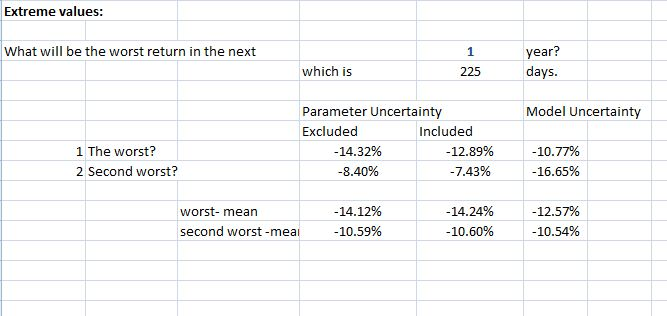 Extreme values:
What will be the worst return in the next 1 year?
which is 225 days.
Parameter Uncertainty Model Uncertainty
Excluded Included
1 The worst? -14.32% -12.89% -10.77%
2 Second worst? -8.40% -7.43% -16.65%
worst- mean -14.12% -14.24% -12.57%
second worst -mea -10.59% -10.60% -10.54%